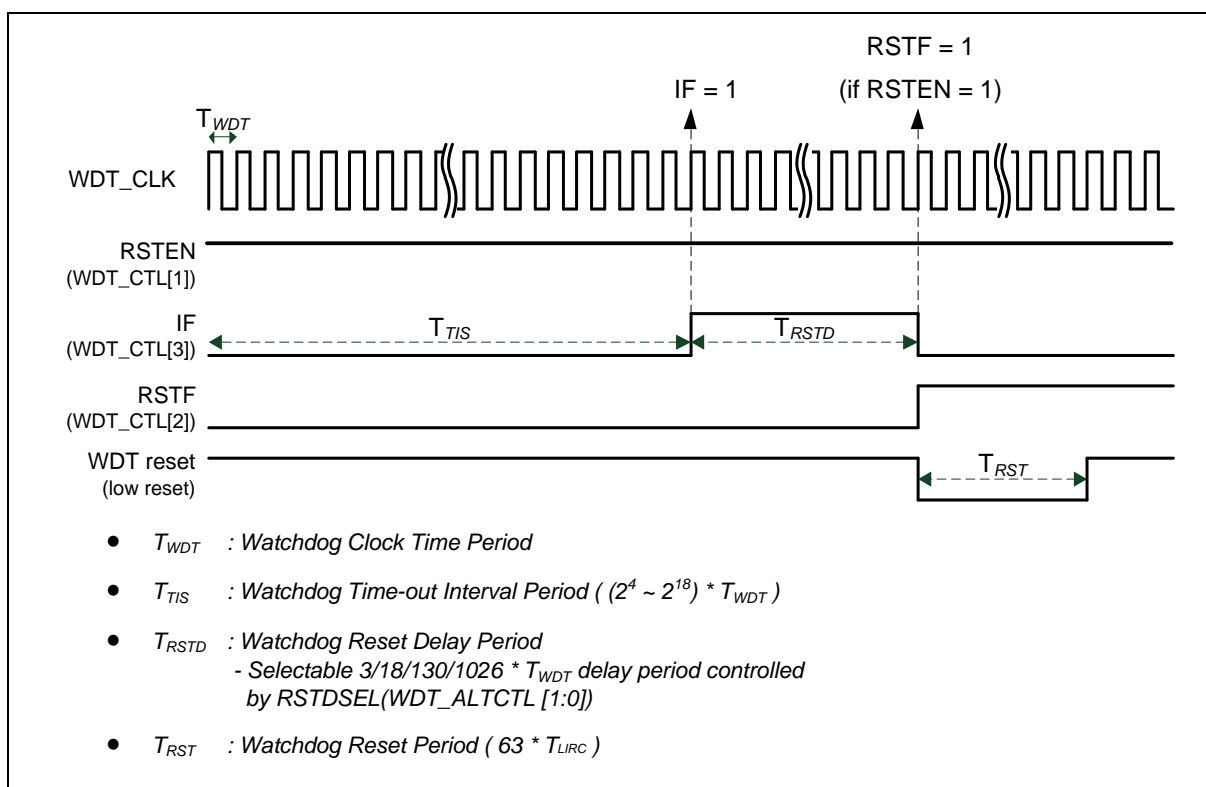 RSTF = 1
IF = 1
(if RSTEN = 1)
TWDT
WDT_CLK
RSTEN
(WDT_CTL[1])
IF
(WDT_CTL[3])
TTIS
TRSTD
RSTF
(WDT_CTL[2])
WDT reset
(low reset)
TRST
● TWDT : Watchdog Clock Time Period
● TTIS : Watchdog Time-out Interval Period ( (2^4 ~ 2^18) * TWDT )
● TRSTD : Watchdog Reset Delay Period
- Selectable 3/18/130/1026 * TWDT delay period controlled
by RSTDSEL(WDT_ALTCTL [1:0])
● TRST : Watchdog Reset Period ( 63 * TLIRC )